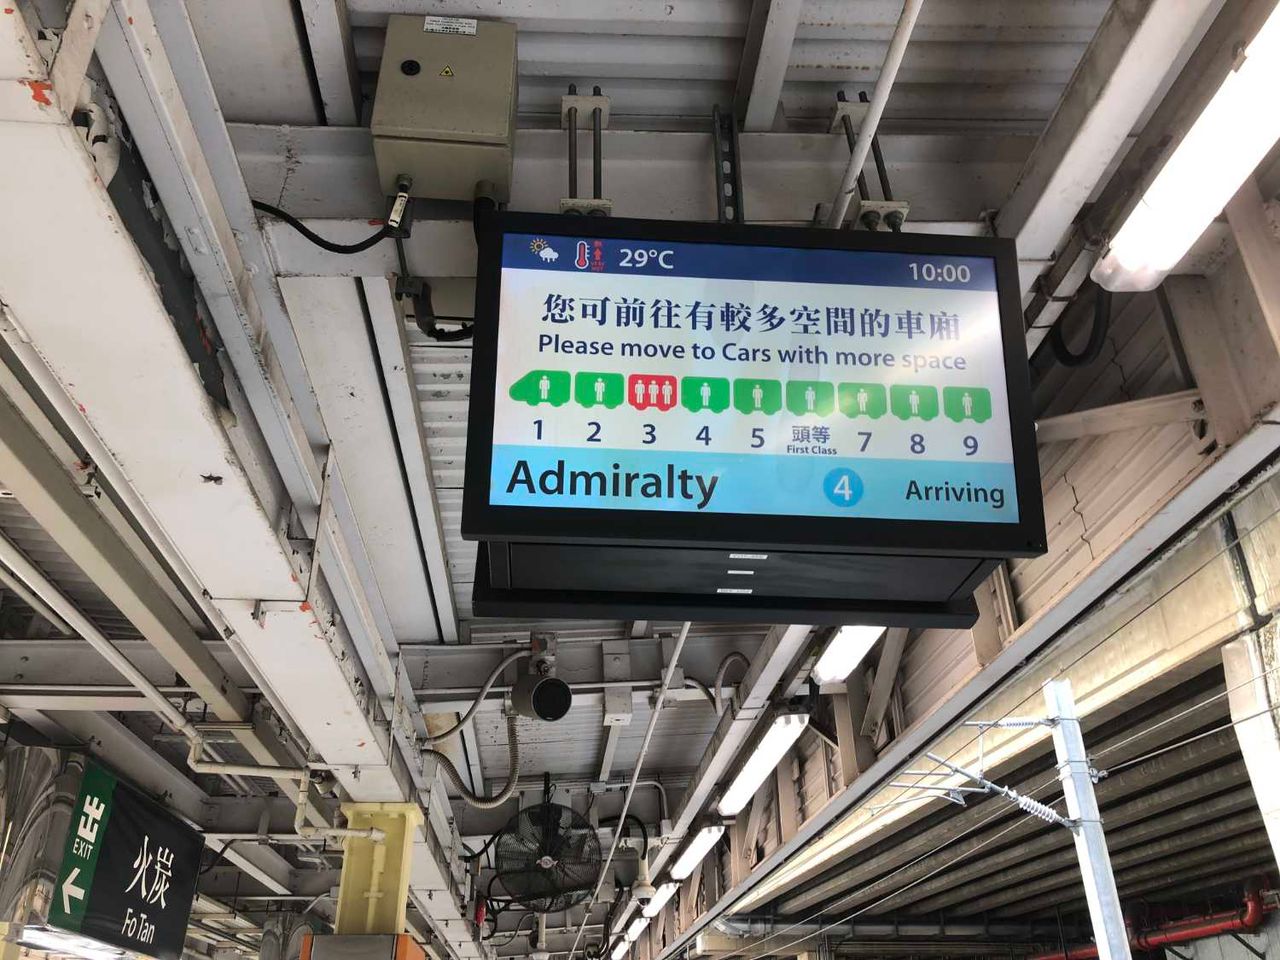 29°C
10:00
您可前往有較多空間的車廂
Please move to Cars with more space
1 2 3 4 5 頭等 7 8 9
First Class
Admiralty 4 Arriving
出 EXIT
火炭
Fo Tan